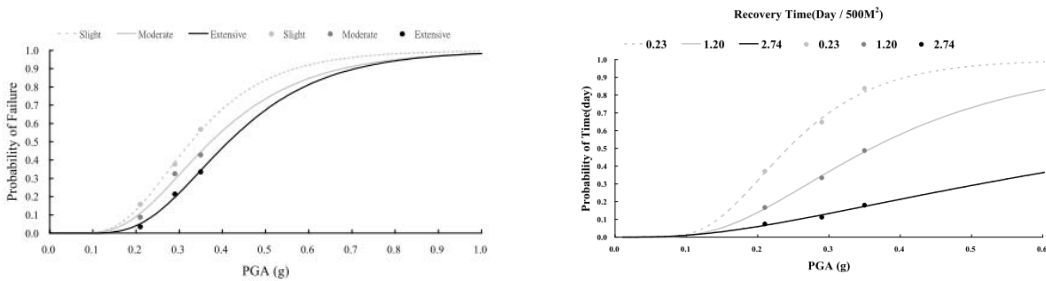 Slight Moderate Extensive Slight Moderate Extensive
1.0
0.9
0.8
0.7
0.6
0.5
0.4
0.3
0.2
0.1
0.0
Probability of Failure
0.0 0.1 0.2 0.3 0.4 0.5 0.6 0.7 0.8 0.9 1.0
PGA (g)
Recovery Time(Day / 500M²)
0.23 1.20 2.74 0.23 1.20 2.74
1.0
0.9
0.8
0.7
0.6
0.5
0.4
0.3
0.2
0.1
0.0
Probability of Time(day)
0.0 0.1 0.2 0.3 0.4 0.5 0.6
PGA (g)